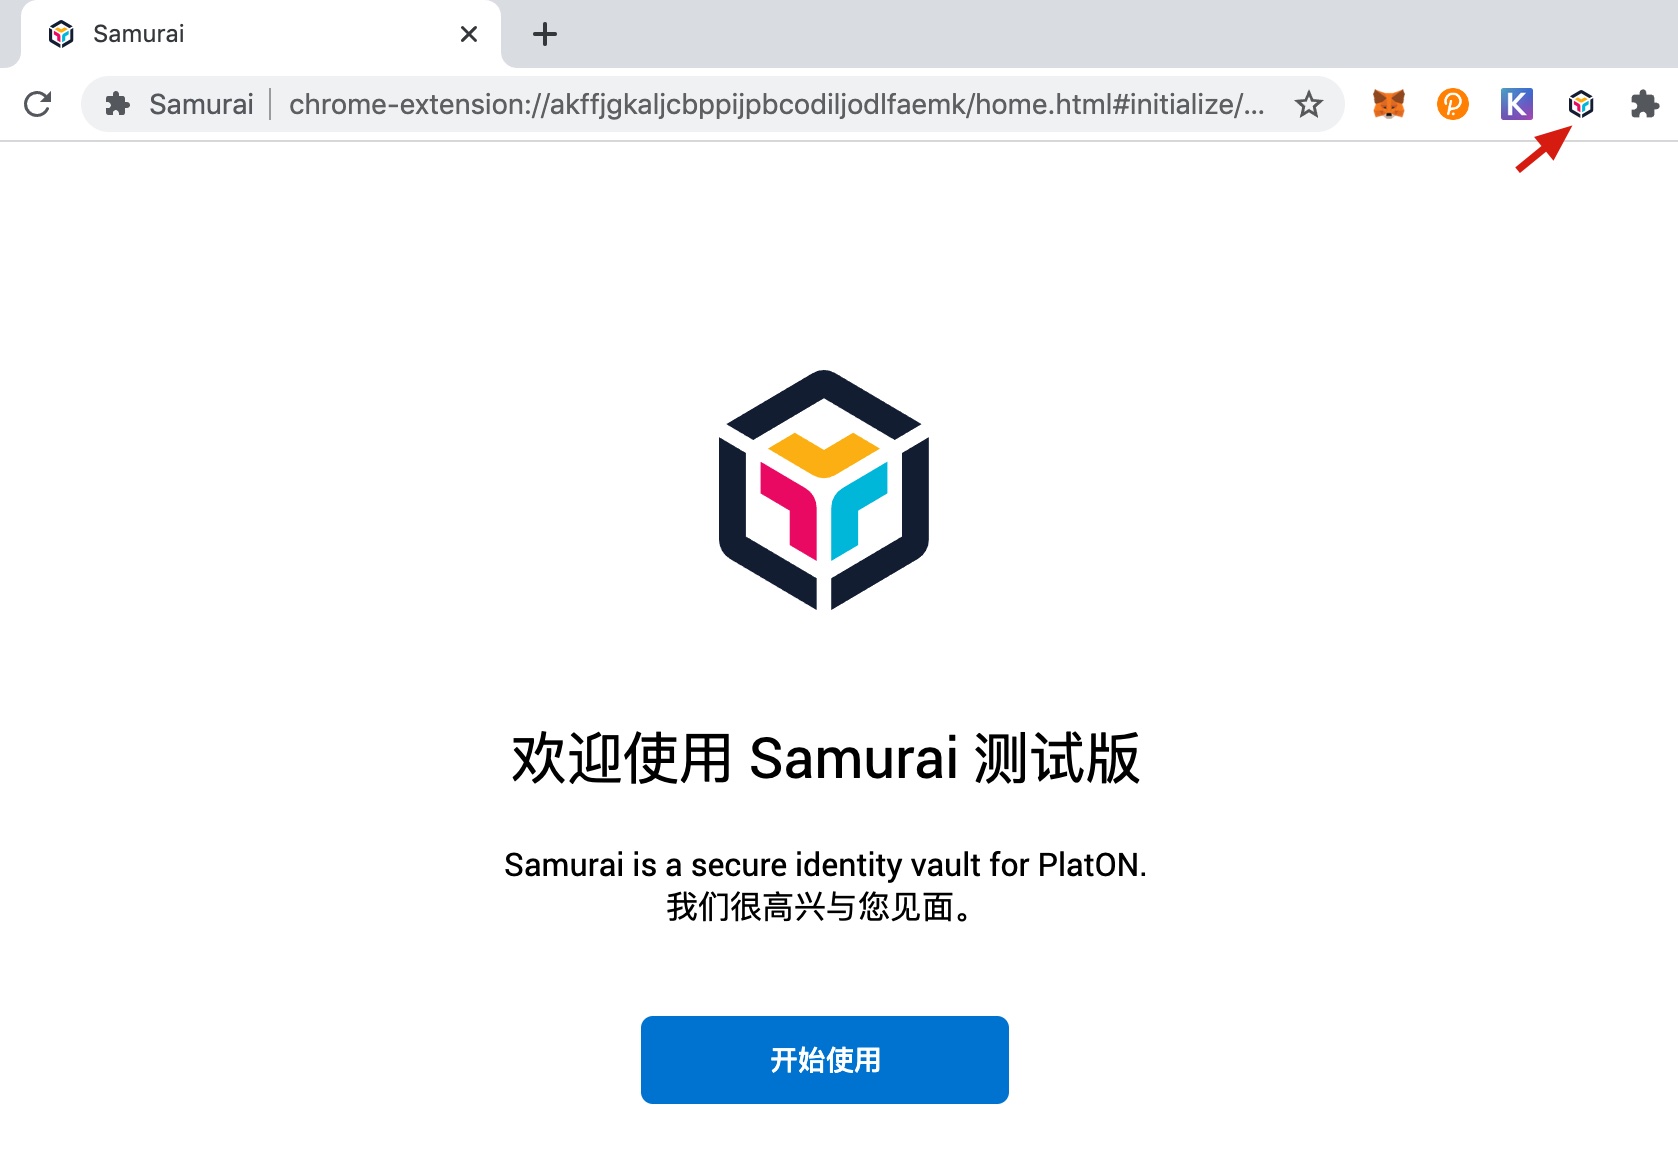 Samurai
Samurai chrome-extension://akffjgkaljcbppijpbcodiljodlfaemk/home.html#initialize/...
欢迎使用 Samurai 测试版
Samurai is a secure identity vault for PlatON.
我们很高兴与您见面。
开始使用